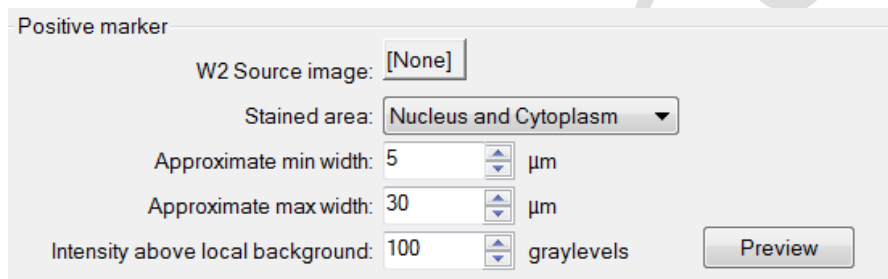 Positive marker
W2 Source image: [None]
Stained area: Nucleus and Cytoplasm
Approximate min width: 5 µm
Approximate max width: 30 µm
Intensity above local background: 100 graylevels Preview